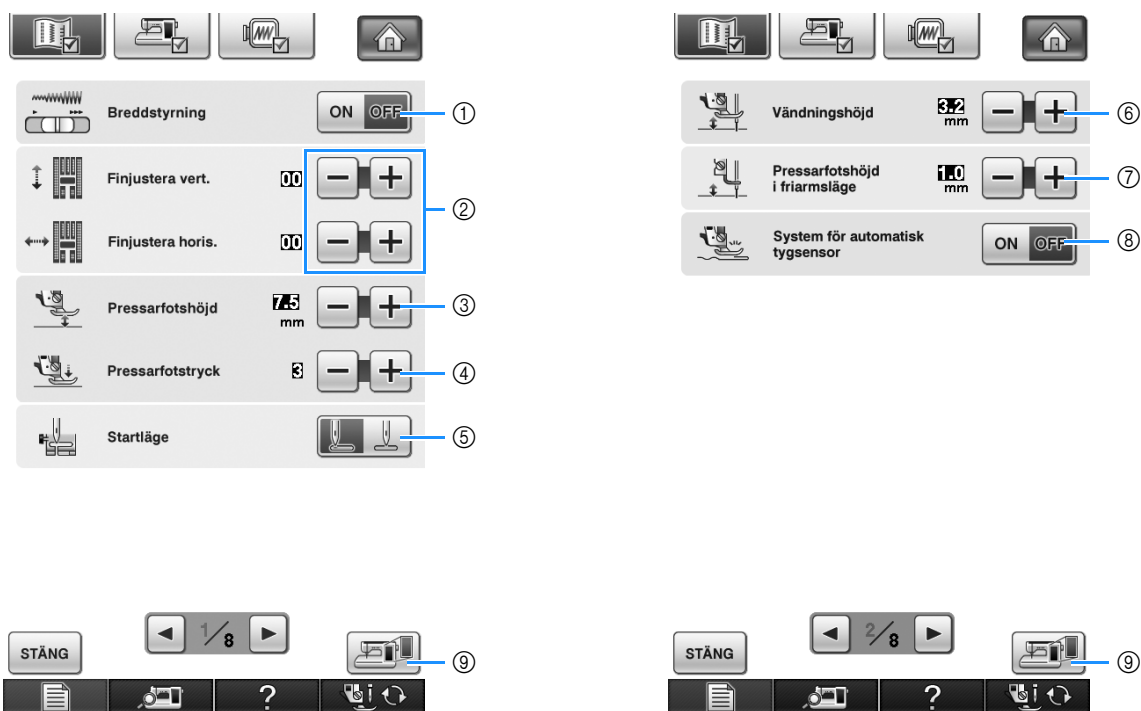 Breddstyrning
ON OFF
①
Finjustera vert.
00
②
Finjustera horis.
00
Pressarfotshöjd
7.5
mm
③
Pressarfotstryck
3
④
Startläge
⑤
STÄNG
1/8
⑨
?
Vändningshöjd
3.2
mm
⑥
Pressarfotshöjd
i friarmsläge
1.0
mm
⑦
System för automatisk
tygsensor
ON OFF
⑧
STÄNG
2/8
⑨
?